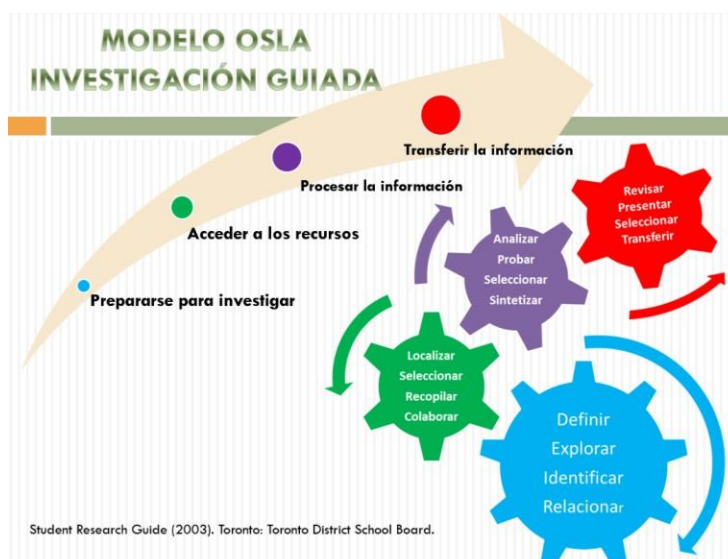 MODELO OSLA
INVESTIGACIÓN GUIADA
Transferir la información
Procesar la información
Acceder a los recursos
Prepararse para investigar
Revisar
Presentar
Seleccionar
Transferir
Analizar
Probar
Seleccionar
Sintetizar
Localizar
Seleccionar
Recopilar
Colaborar
Definir
Explorar
Identificar
Relacionar
Student Research Guide (2003). Toronto: Toronto District School Board.